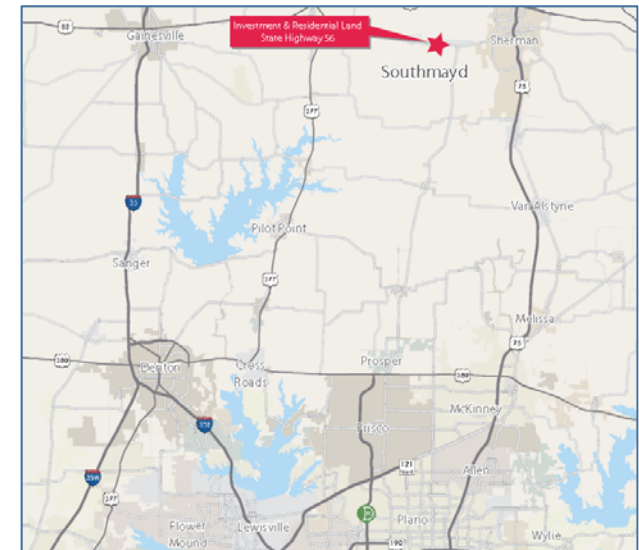 82
Gainesville
Investment & Residential Land
State Highway 56
Sherman
Southmayd
75
377
35
Van Alstyne
Pilot Point
Sanger
377
Melissa
75
380
Denton
Cross
Roads
Prosper
380
McKinney
Frisco
35E
121
Allen
35W
377
Plano
Flower
Mound
Lewisville
190
Wylie